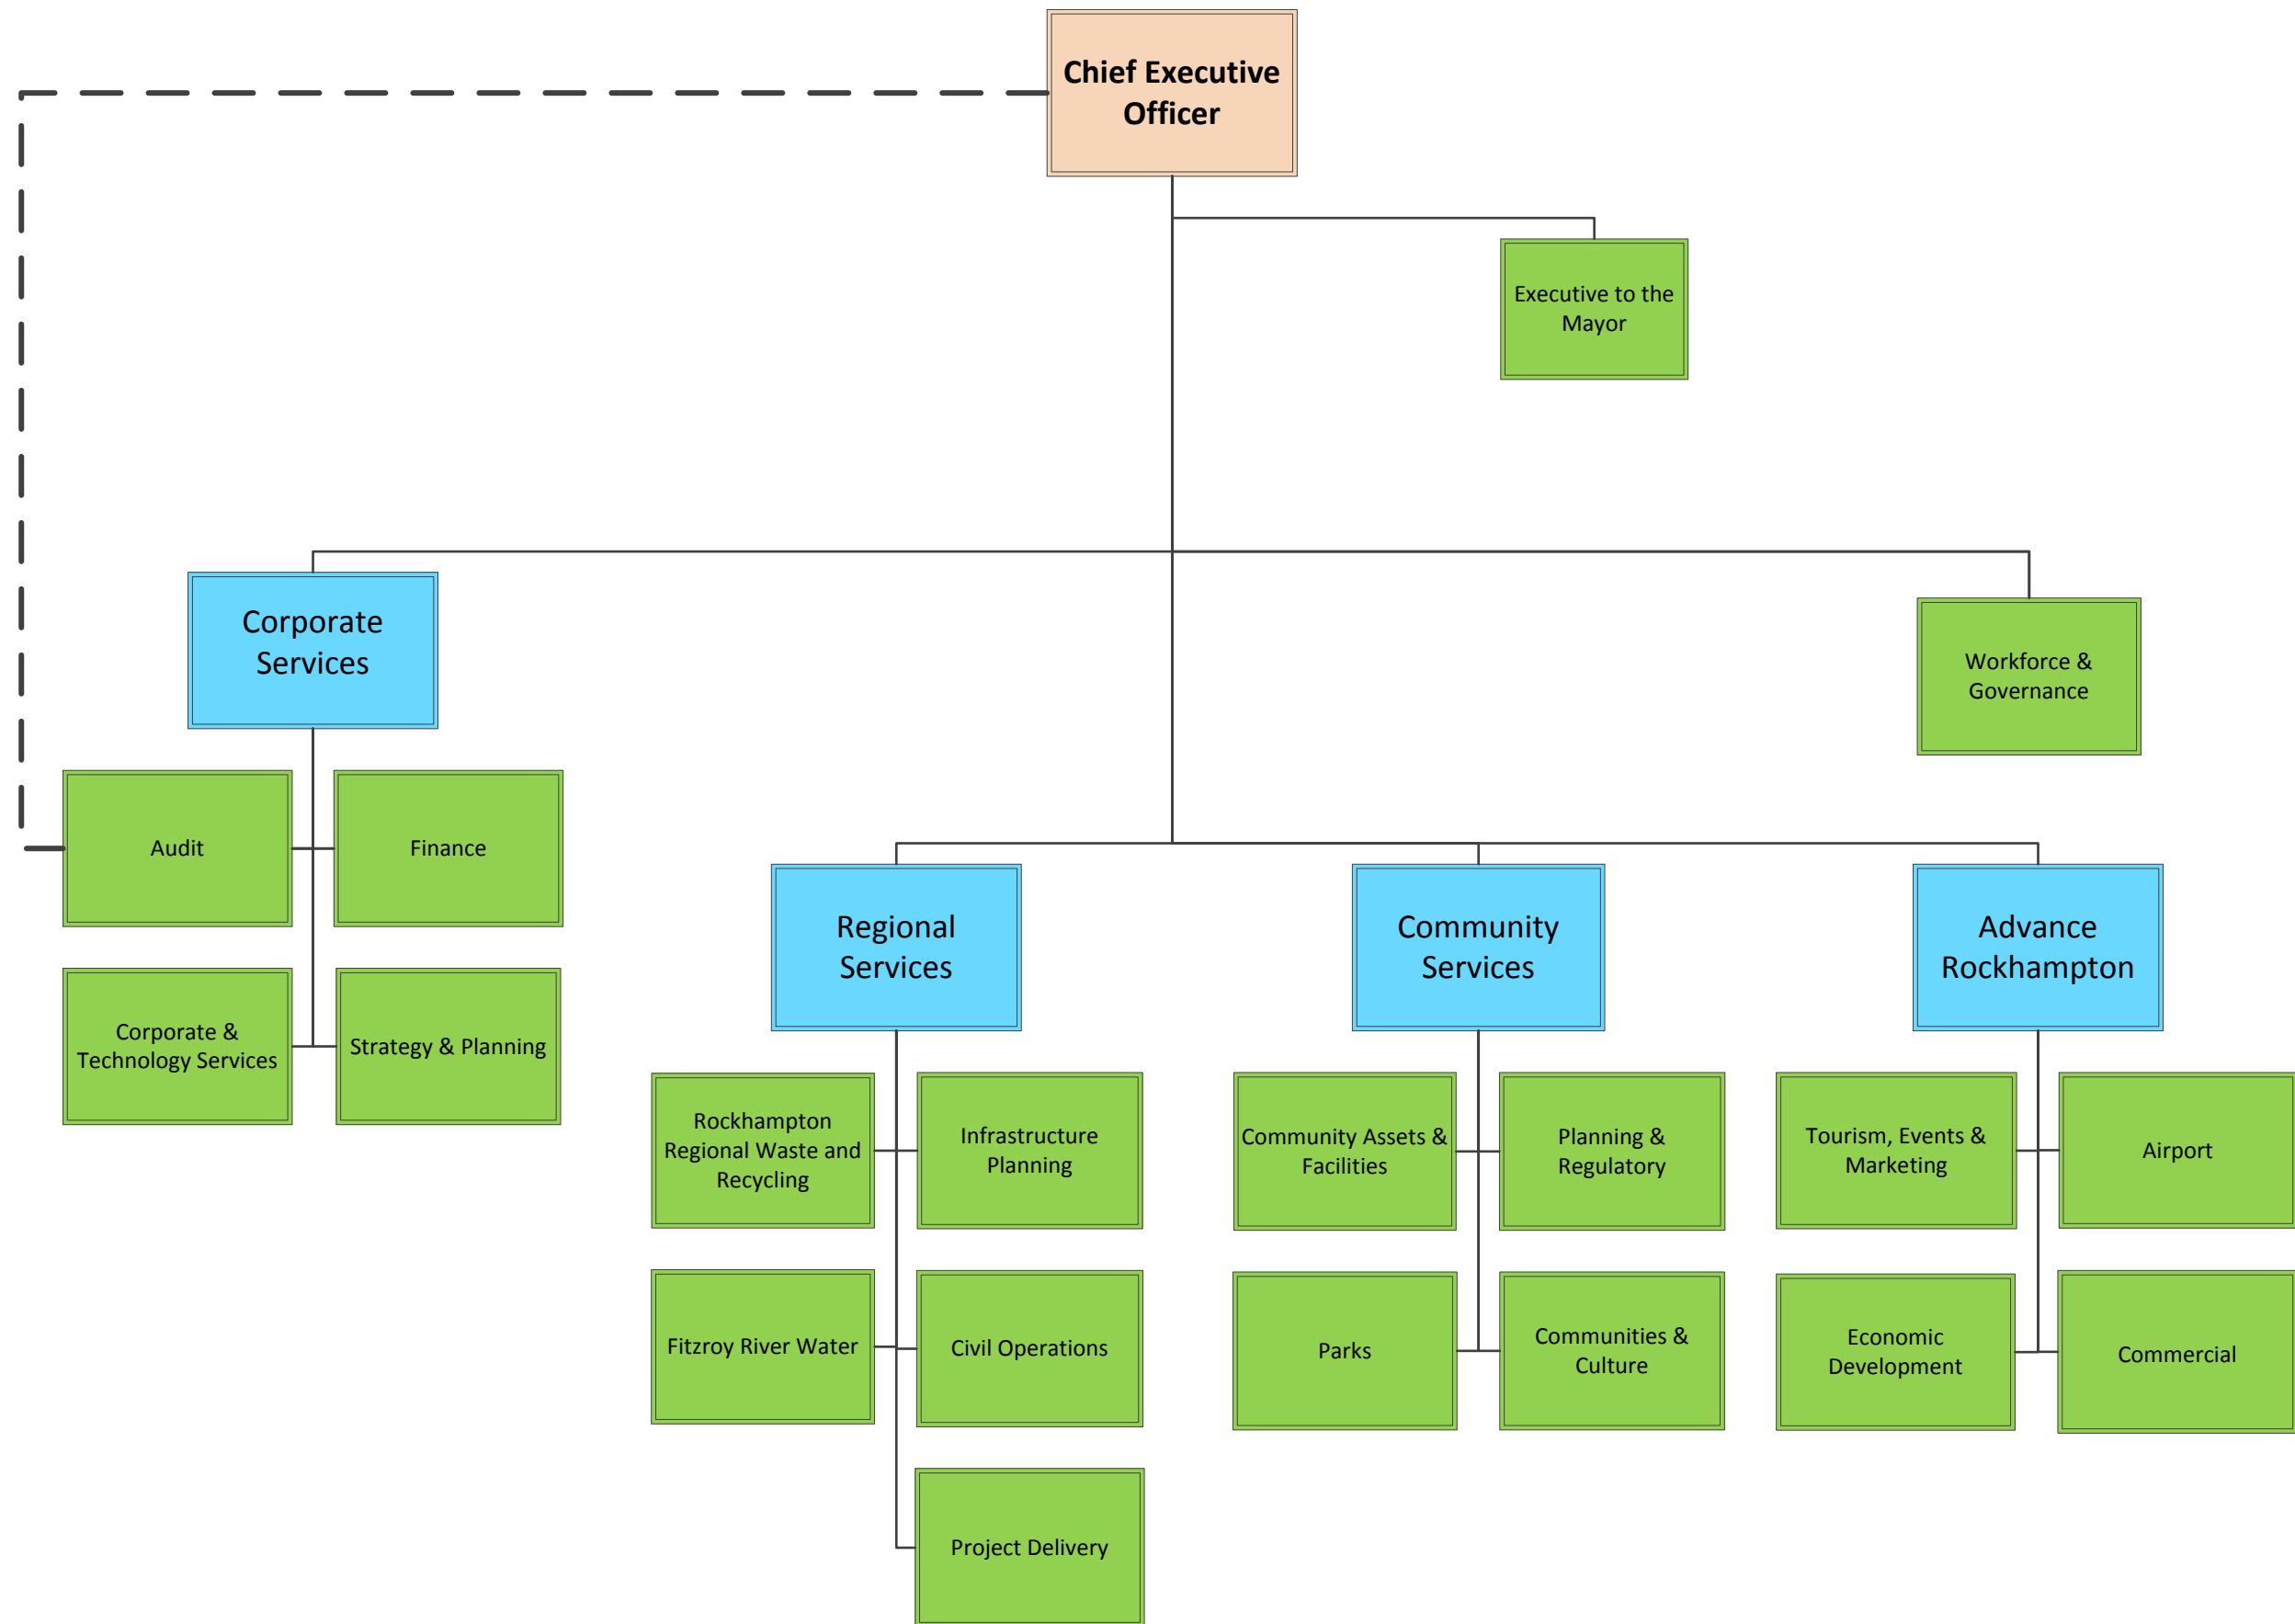 Chief Executive
Officer
Executive to the
Mayor
Corporate
Services
Workforce &
Governance
Audit
Finance
Corporate &
Technology Services
Strategy & Planning
Regional
Services
Community
Services
Advance
Rockhampton
Rockhampton
Regional Waste and
Recycling
Infrastructure
Planning
Fitzroy River Water
Civil Operations
Project Delivery
Community Assets &
Facilities
Planning &
Regulatory
Parks
Communities &
Culture
Tourism, Events &
Marketing
Airport
Economic
Development
Commercial